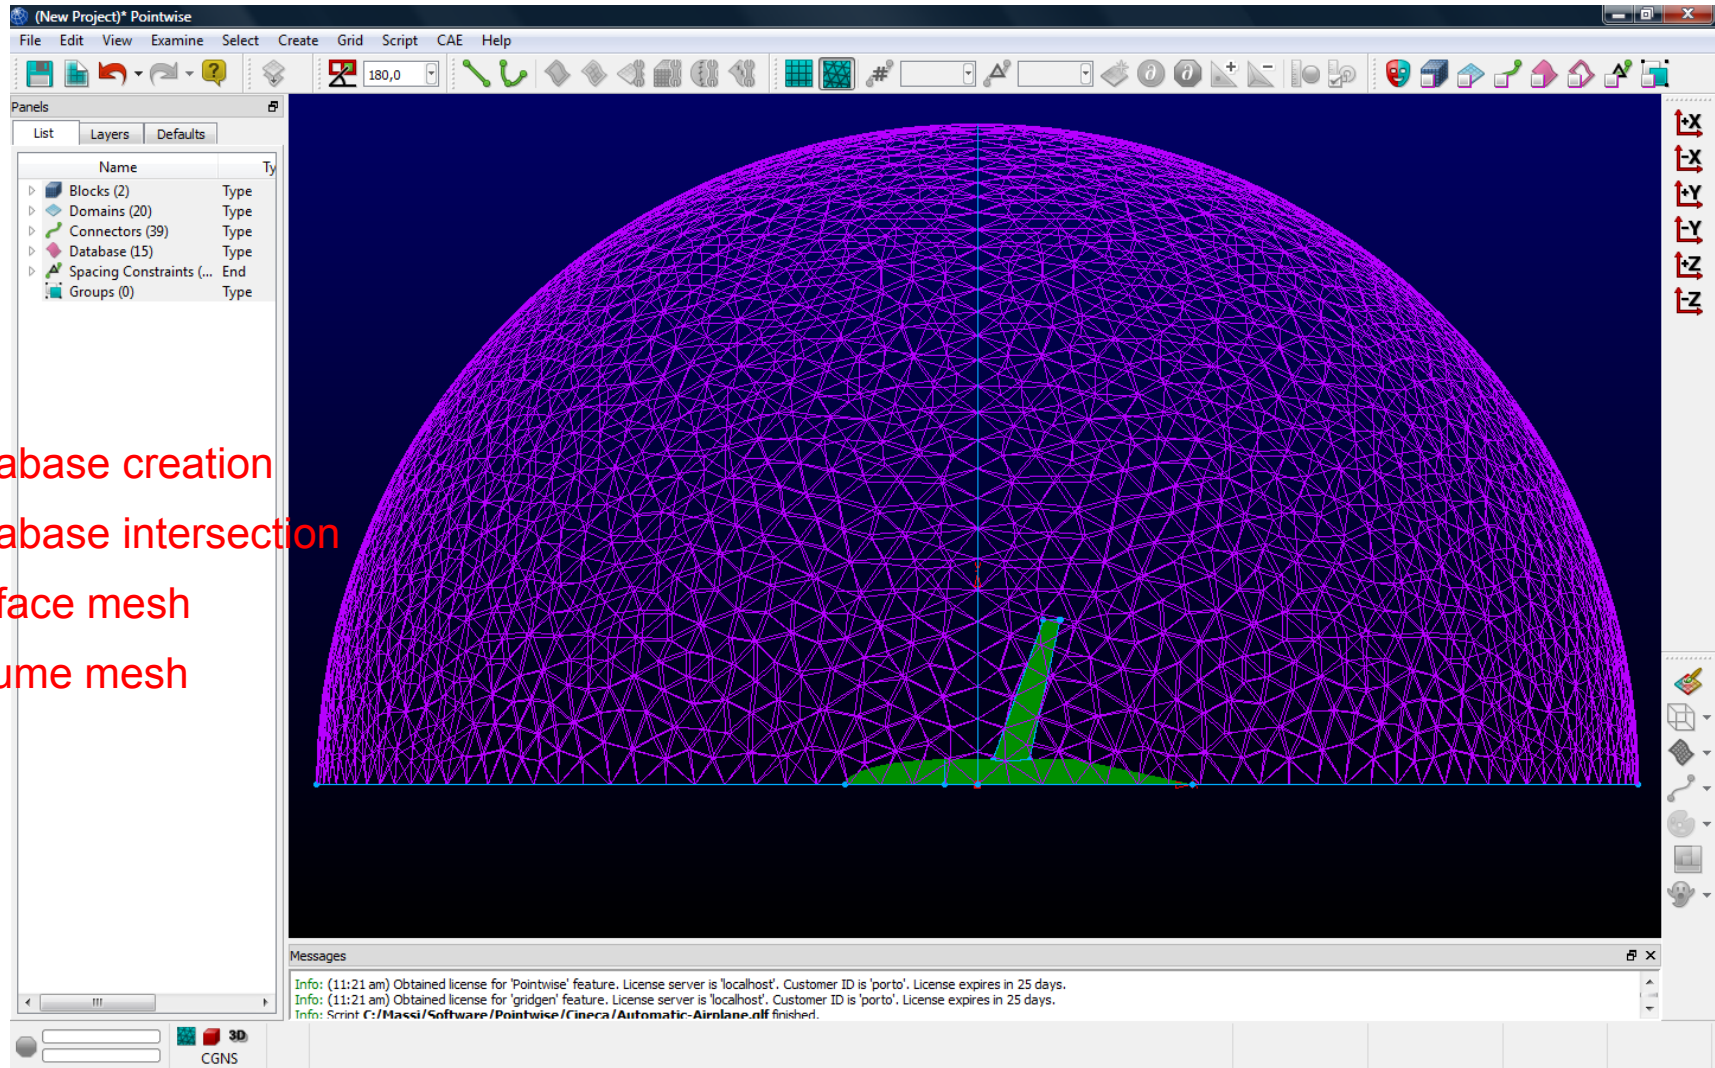 (New Project)* Pointwise
File Edit View Examine Select Create Grid Script CAE Help
180,0
Panels
List Layers Defaults
Name Ty
Blocks (2) Type
Domains (20) Type
Connectors (39) Type
Database (15) Type
Spacing Constraints (... End
Groups (0) Type
abase creation
abase intersection
face mesh
ume mesh
+X
-X
+Y
-Y
+Z
-Z
Messages
Info: (11:21 am) Obtained license for 'Pointwise' feature. License server is 'localhost'. Customer ID is 'porto'. License expires in 25 days.
Info: (11:21 am) Obtained license for 'gridgen' feature. License server is 'localhost'. Customer ID is 'porto'. License expires in 25 days.
Info: Script C:/Massi/Software/Pointwise/Cineca/Automatic-Airplane.glf finished.
3D
CGNS